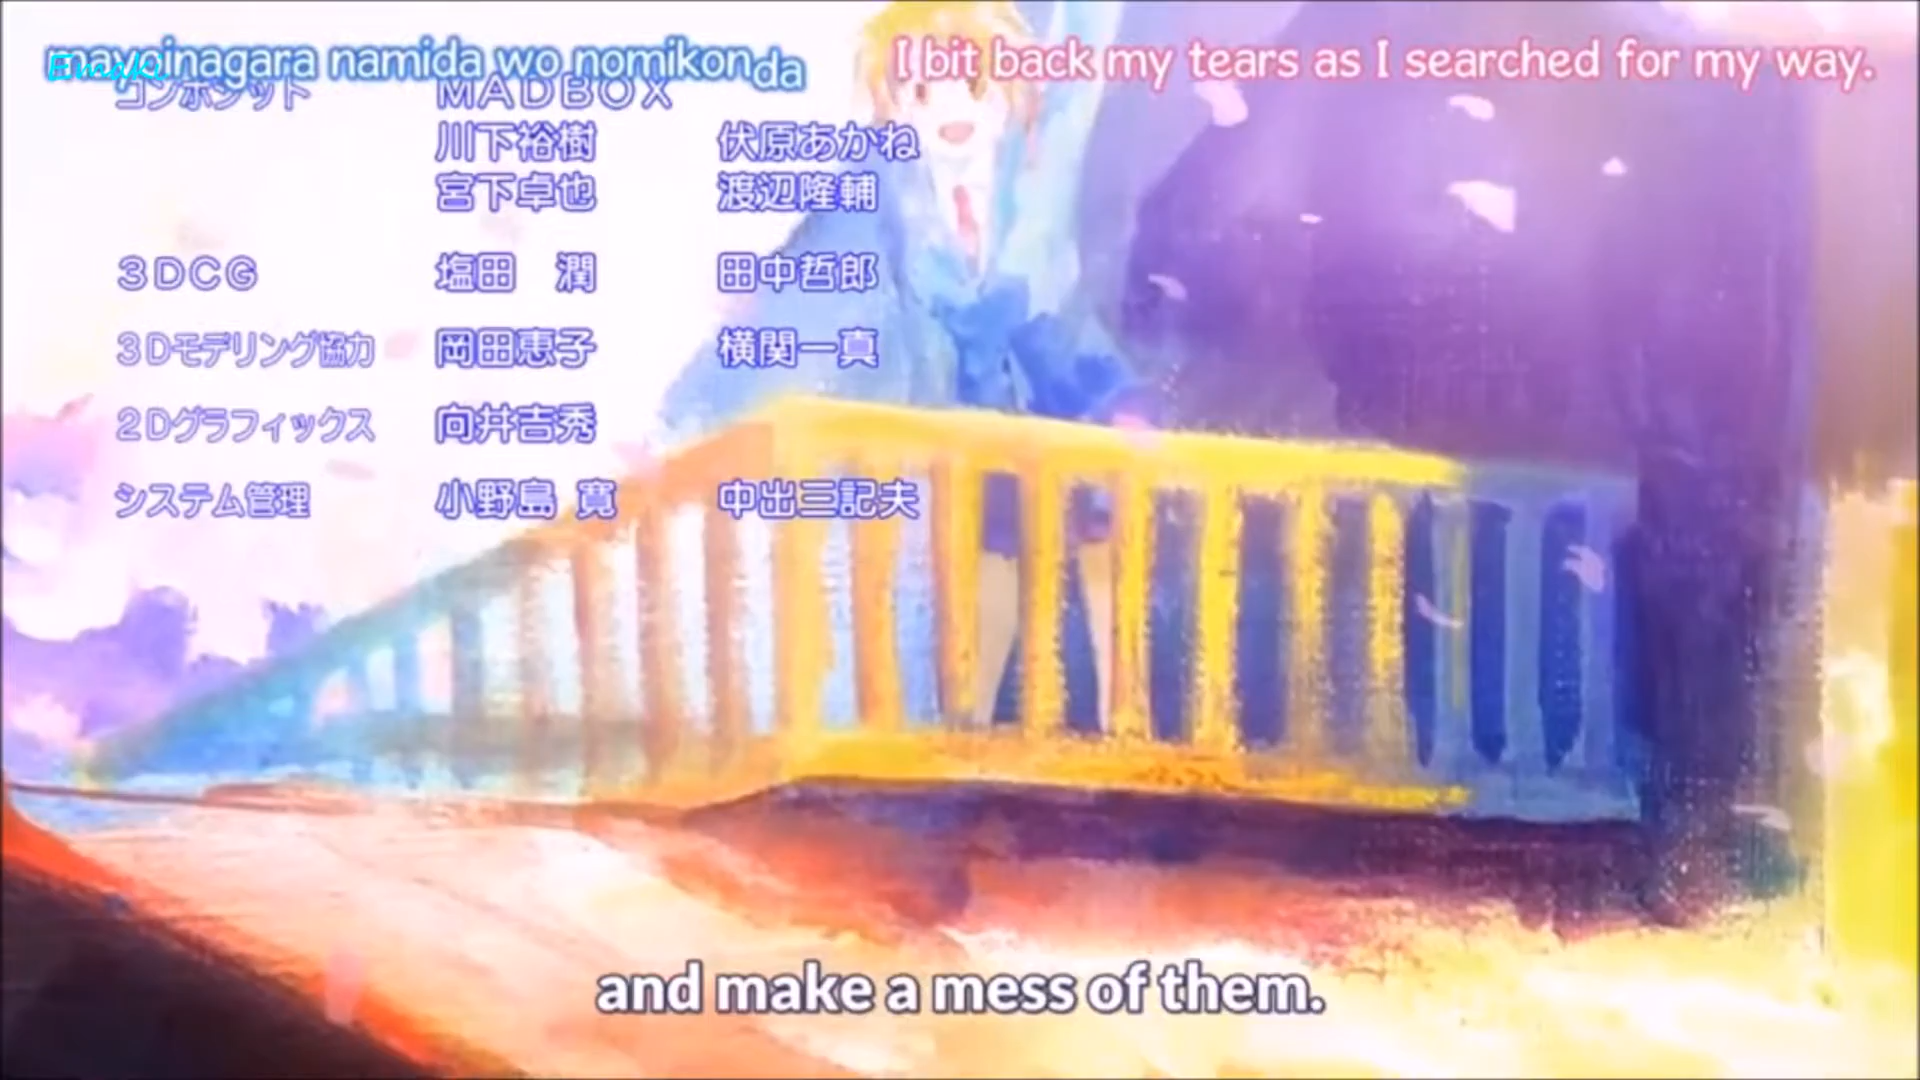 Emaki
mayoinagara namida wo nomikonda
I bit back my tears as I searched for my way.
コンポジット MADBOX
川下裕樹 伏原あかね
宮下卓也 渡辺隆輔
3DCG 塩田 潤 田中哲郎
3Dモデリング協力 岡田恵子 横関一真
2Dグラフィックス 向井吉秀
システム管理 小野島 寛 中出三記夫
and make a mess of them.